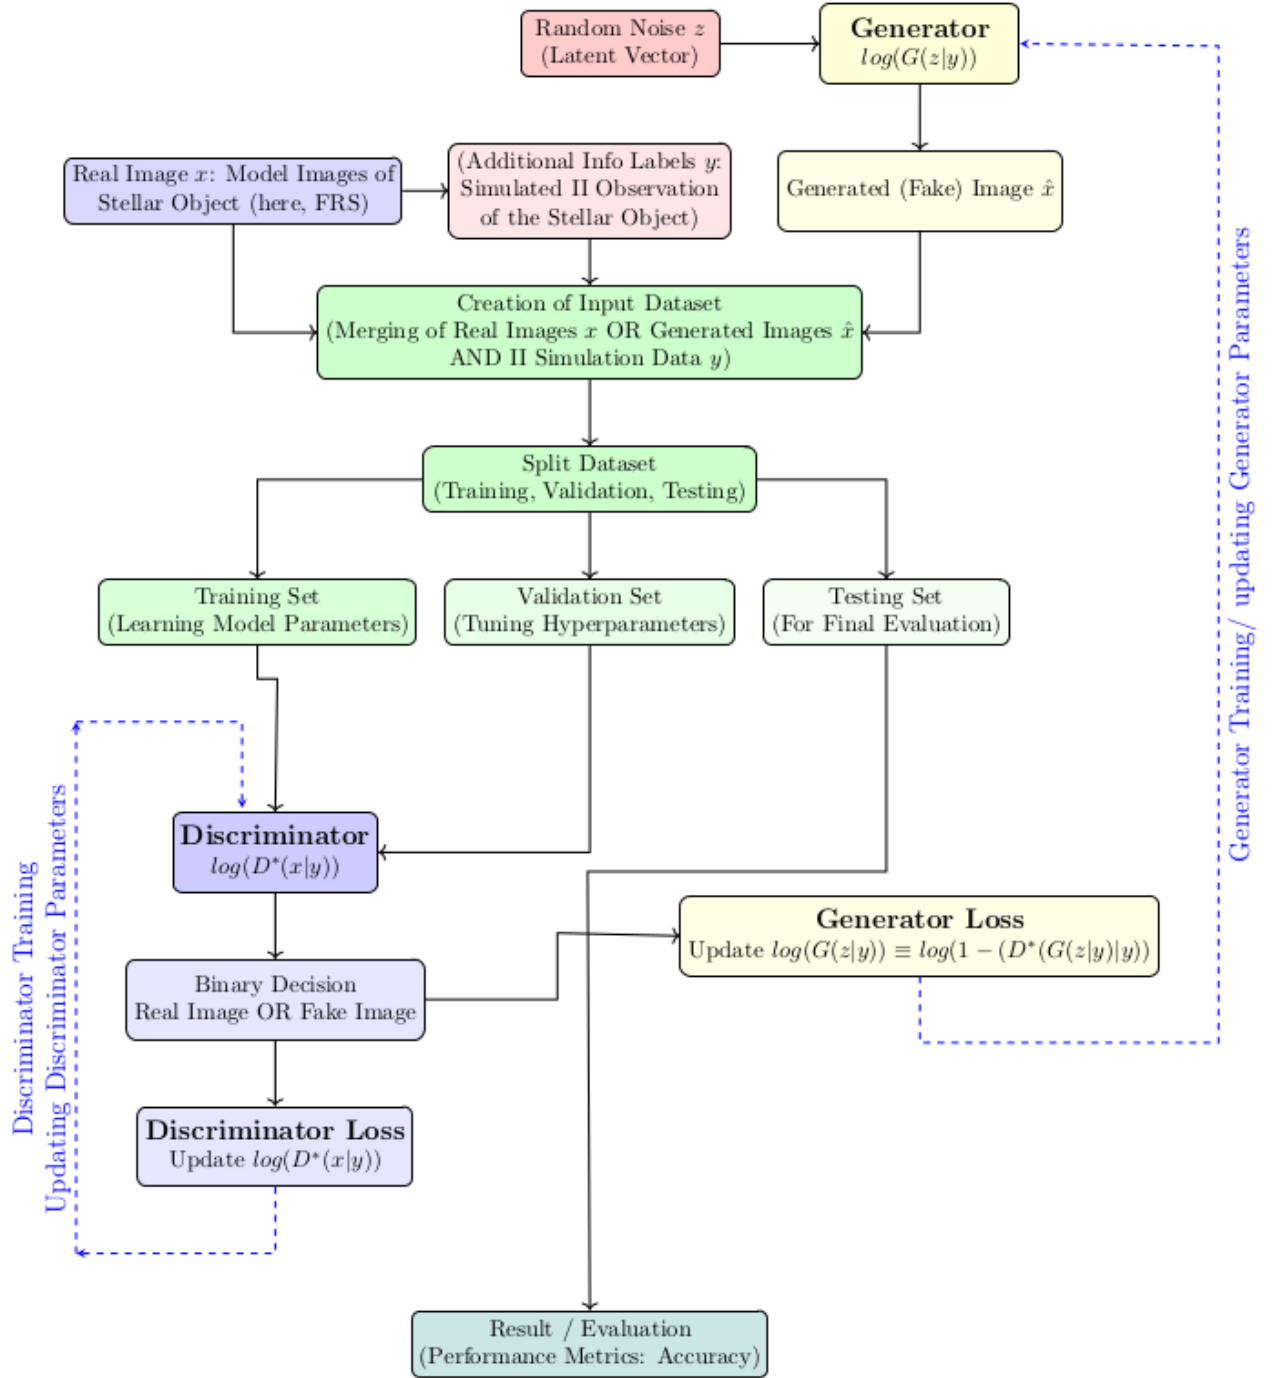 Random Noise z
(Latent Vector)
Generator
log(G(z|y))
Real Image x: Model Images of
Stellar Object (here, FRS)
(Additional Info Labels y:
Simulated II Observation
of the Stellar Object)
Generated (Fake) Image x̂
Creation of Input Dataset
(Merging of Real Images x OR Generated Images x̂
AND II Simulation Data y)
Split Dataset
(Training, Validation, Testing)
Training Set
(Learning Model Parameters)
Validation Set
(Tuning Hyperparameters)
Testing Set
(For Final Evaluation)
Generator Training/ updating Generator Parameters
Discriminator
log(D*(x|y))
Discriminator Training
Updating Discriminator Parameters
Generator Loss
Update log(G(z|y)) ≡ log(1 − (D*(G(z|y)|y))
Binary Decision
Real Image OR Fake Image
Discriminator Loss
Update log(D*(x|y))
Result / Evaluation
(Performance Metrics: Accuracy)